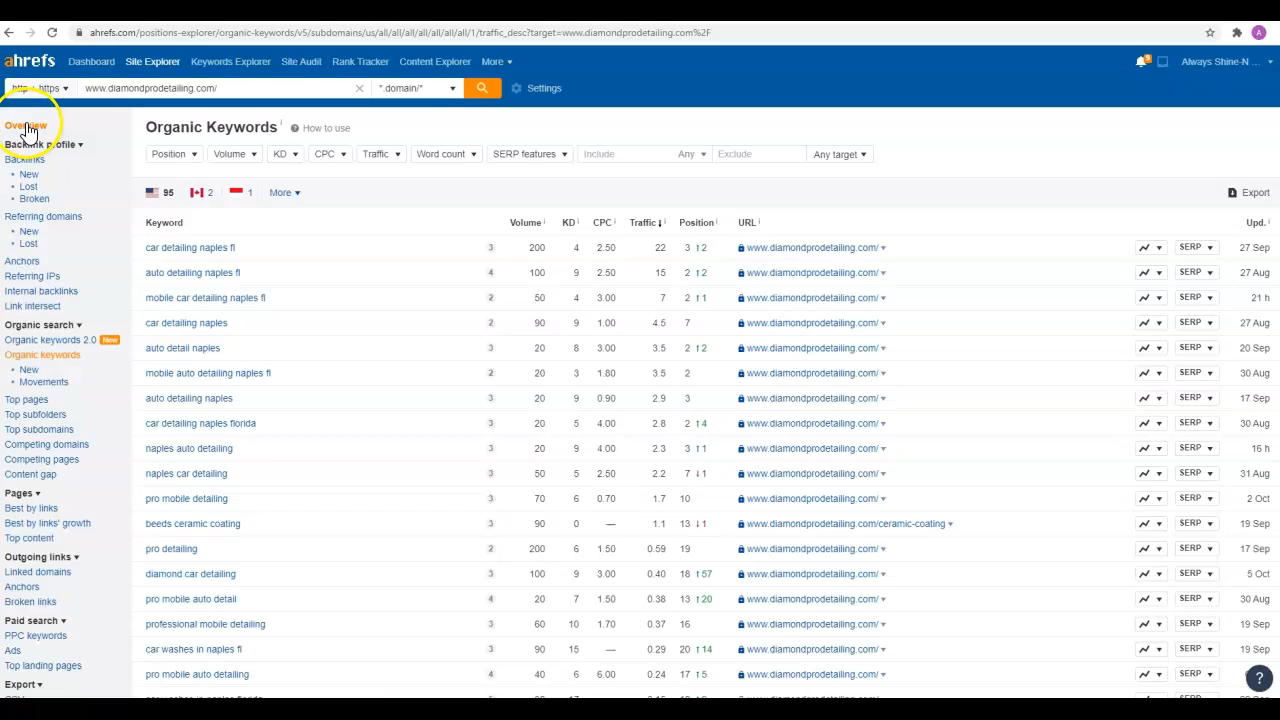 ahrefs.com/positions-explorer/organic-keywords/v5/subdomains/us/all/all/all/all/all/all/all/1/traffic_desc?target=www.diamondprodetailing.com%2F
A
ahrefs Dashboard Site Explorer Keywords Explorer Site Audit Rank Tracker Content Explorer More Always Shine-N ...
http + https www.diamondprodetailing.com/ *.domain/* Settings
Overview
Backlink profile
Backlinks
New
Lost
Broken
Referring domains
New
Lost
Anchors
Referring IPs
Internal backlinks
Link intersect
Organic search
Organic keywords 2.0 New
Organic keywords
New
Movements
Top pages
Top subfolders
Top subdomains
Competing domains
Competing pages
Content gap
Pages
Best by links
Best by links' growth
Top content
Outgoing links
Linked domains
Anchors
Broken links
Paid search
PPC keywords
Ads
Top landing pages
Export
Organic Keywords i ? How to use
Position Volume KD CPC Traffic Word count SERP features Include Any Exclude Any target
95 2 1 More Export
Keyword Volume KD CPC Traffic Position URL Upd.
car detailing naples fl 3 200 4 2.50 22 3 ↑2 www.diamondprodetailing.com/ SERP 27 Sep
auto detailing naples fl 4 100 9 2.50 15 2 ↑2 www.diamondprodetailing.com/ SERP 27 Aug
mobile car detailing naples fl 2 50 4 3.00 7 2 ↑1 www.diamondprodetailing.com/ SERP 21 h
car detailing naples 2 90 9 1.00 4.5 7 www.diamondprodetailing.com/ SERP 27 Aug
auto detail naples 3 20 8 3.00 3.5 2 ↑2 www.diamondprodetailing.com/ SERP 20 Sep
mobile auto detailing naples fl 2 20 3 1.80 3.5 2 www.diamondprodetailing.com/ SERP 30 Aug
auto detailing naples 3 20 9 0.90 2.9 3 www.diamondprodetailing.com/ SERP 17 Sep
car detailing naples florida 3 20 5 4.00 2.8 2 ↑4 www.diamondprodetailing.com/ SERP 30 Aug
naples auto detailing 3 20 9 4.00 2.3 3 ↑1 www.diamondprodetailing.com/ SERP 16 h
naples car detailing 3 50 5 2.50 2.2 7 ↓1 www.diamondprodetailing.com/ SERP 31 Aug
pro mobile detailing 3 70 6 0.70 1.7 10 www.diamondprodetailing.com/ SERP 2 Oct
beeds ceramic coating 3 90 0 — 1.1 13 ↓1 www.diamondprodetailing.com/ceramic-coating SERP 19 Sep
pro detailing 2 200 6 1.50 0.59 19 www.diamondprodetailing.com/ SERP 17 Sep
diamond car detailing 3 100 9 3.00 0.40 18 ↑57 www.diamondprodetailing.com/ SERP 5 Oct
pro mobile auto detail 4 20 7 1.50 0.38 13 ↑20 www.diamondprodetailing.com/ SERP 30 Aug
professional mobile detailing 3 60 10 1.70 0.37 16 www.diamondprodetailing.com/ SERP 19 Sep
car washes in naples fl 3 90 15 — 0.29 20 ↑14 www.diamondprodetailing.com/ SERP 19 Sep
pro mobile auto detailing 4 40 6 6.00 0.24 17 ↑5 www.diamondprodetailing.com/ SERP
?